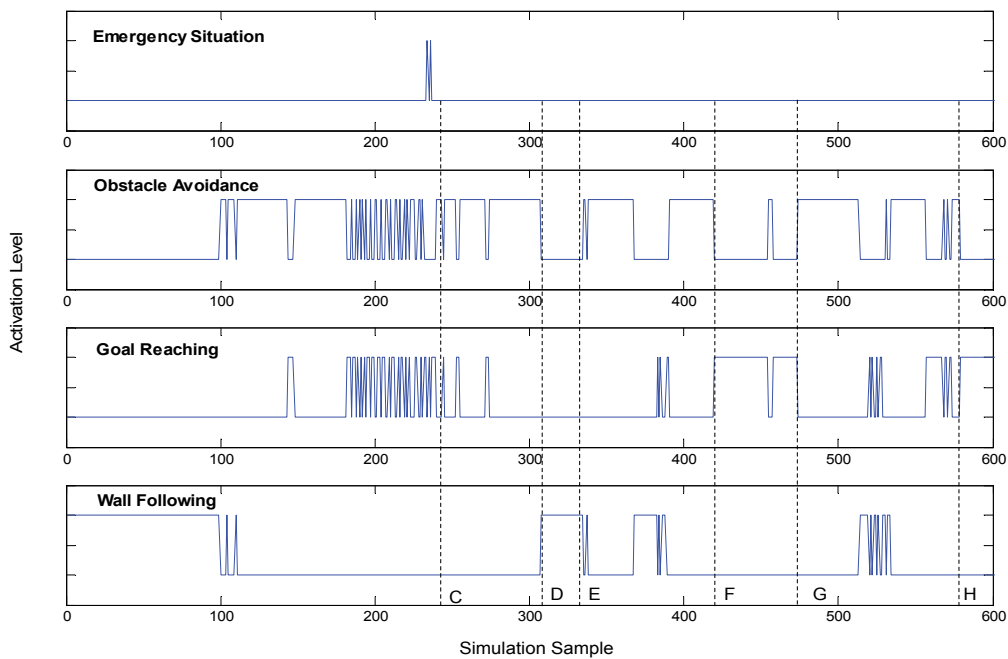 Emergency Situation
0 100 200 300 400 500 600
Obstacle Avoidance
0 100 200 300 400 500 600
Activation Level
Goal Reaching
0 100 200 300 400 500 600
Wall Following
C D E F G H
0 100 200 300 400 500 600
Simulation Sample